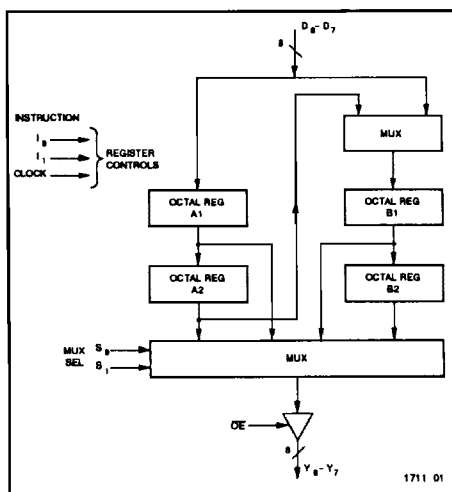 D₀-D₇
8
INSTRUCTION
I₀
I₁
CLOCK
REGISTER
CONTROLS
MUX
OCTAL REG
A1
OCTAL REG
B1
OCTAL REG
A2
OCTAL REG
B2
MUX
SEL
S₀
S₁
MUX
OE
8
Y₀-Y₇
1711 01